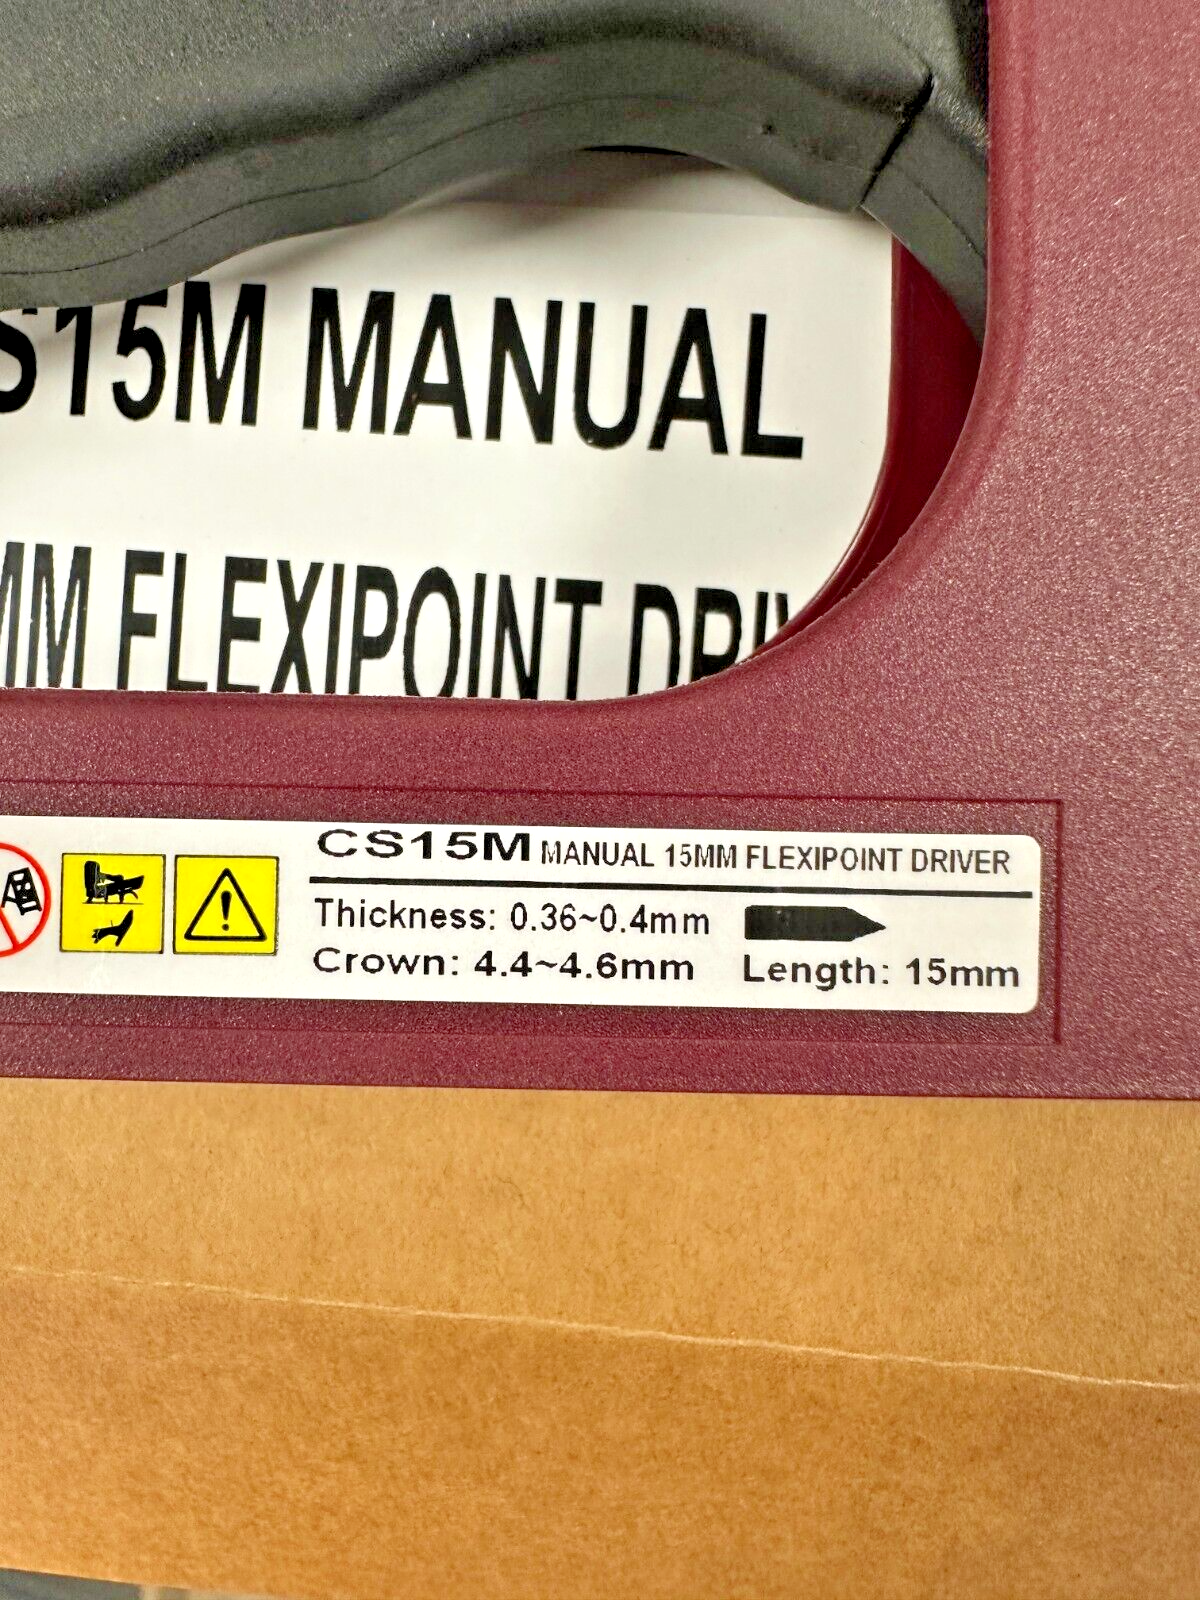 S15M MANUAL
MM FLEXIPOINT DRIV
CS15M MANUAL 15MM FLEXIPOINT DRIVER
Thickness: 0.36~0.4mm
Crown: 4.4~4.6mm Length: 15mm